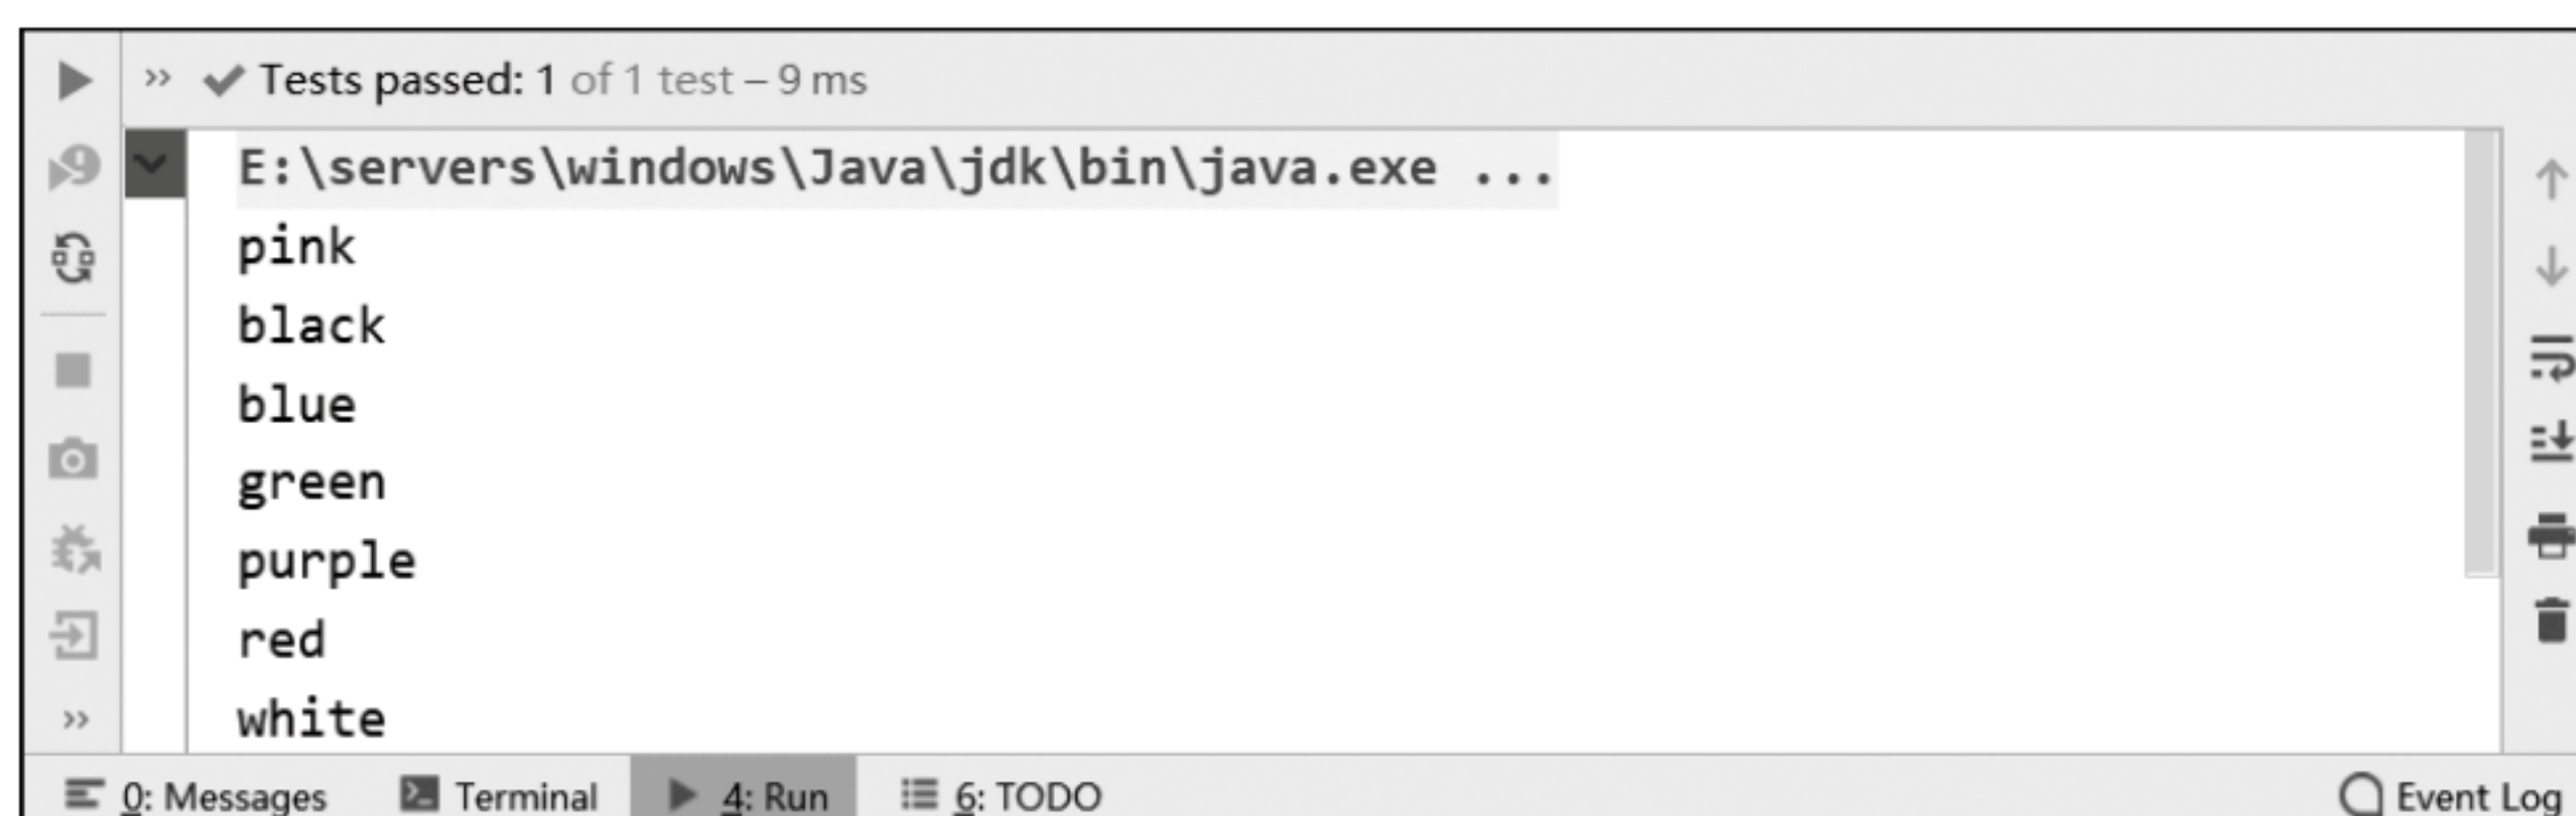 » Tests passed: 1 of 1 test – 9 ms
E:\servers\windows\Java\jdk\bin\java.exe ...
pink
black
blue
green
purple
red
white
»
0: Messages Terminal 4: Run 6: TODO Event Log